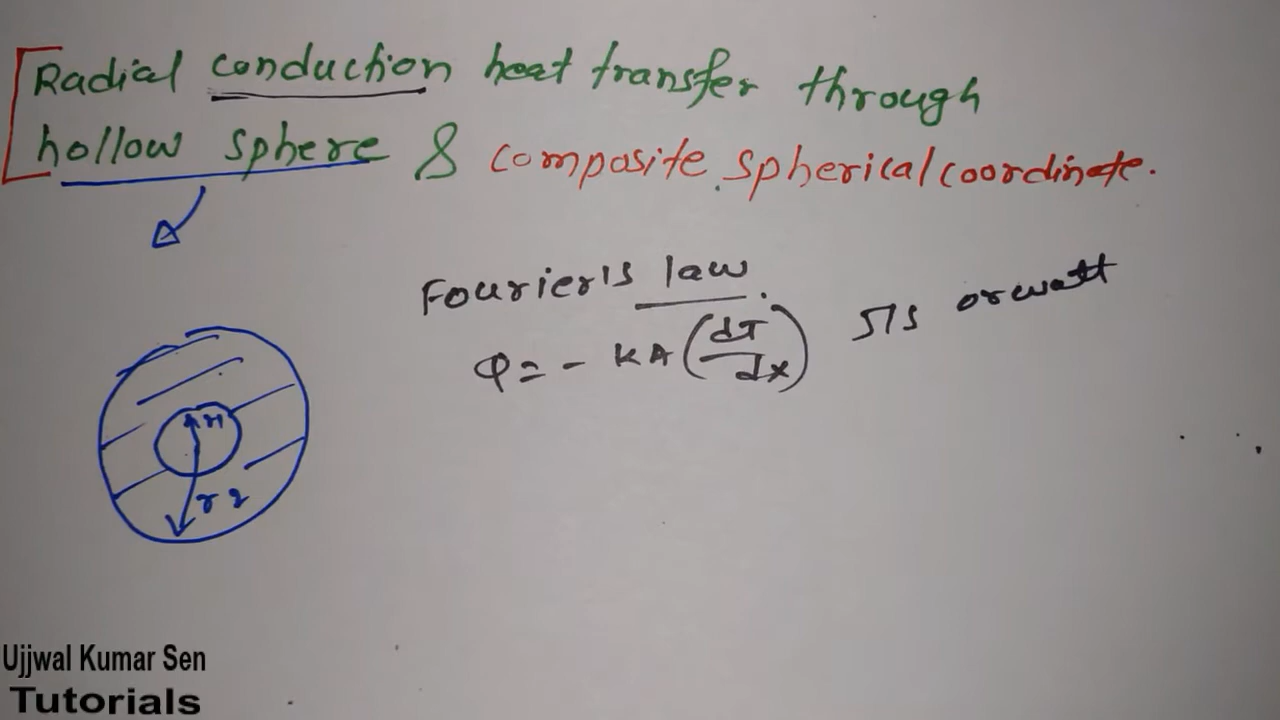 Radial conduction heat transfer through
hollow sphere & composite spherical coordinate.
Fourier's law
Q = - KA (dT/dx) J/s or watt
r1
r2
Ujjwal Kumar Sen
Tutorials